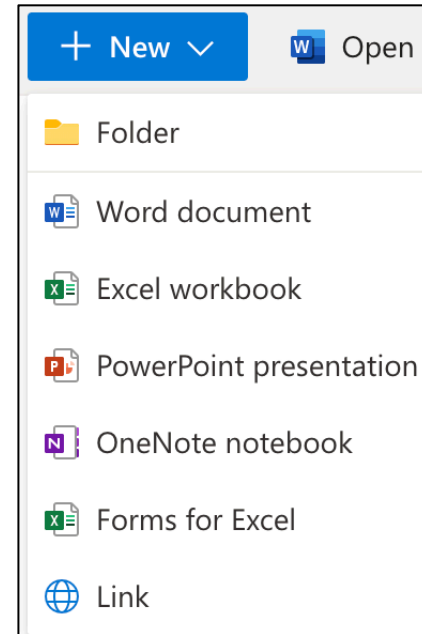 New
Open
Folder
Word document
Excel workbook
PowerPoint presentation
OneNote notebook
Forms for Excel
Link